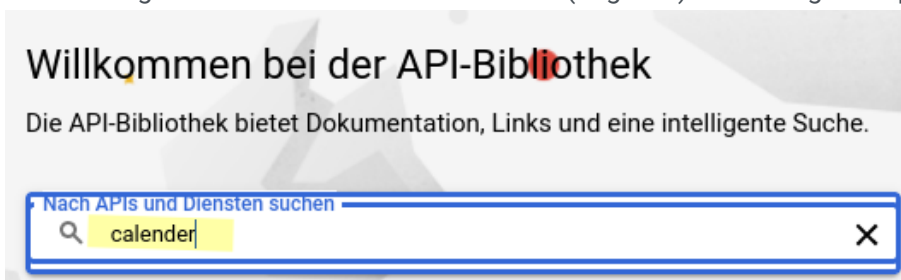 Willkommen bei der API-Bibliothek
Die API-Bibliothek bietet Dokumentation, Links und eine intelligente Suche.
Nach APIs und Diensten suchen
calender